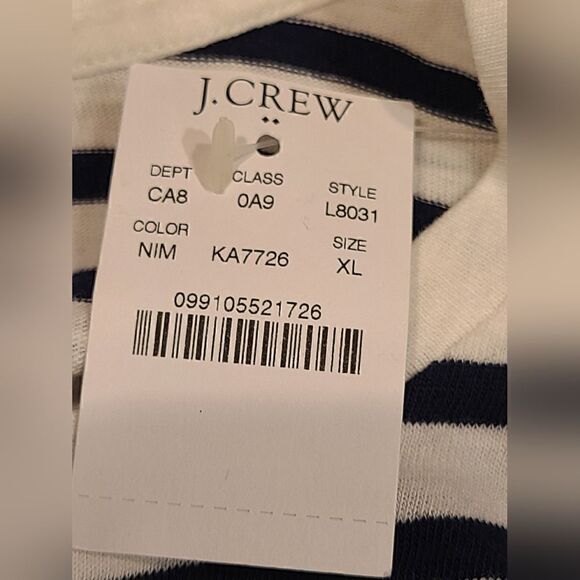 J.CREW
DEPT CLASS STYLE
CA8 0A9 L8031
COLOR SIZE
NIM KA7726 XL
099105521726